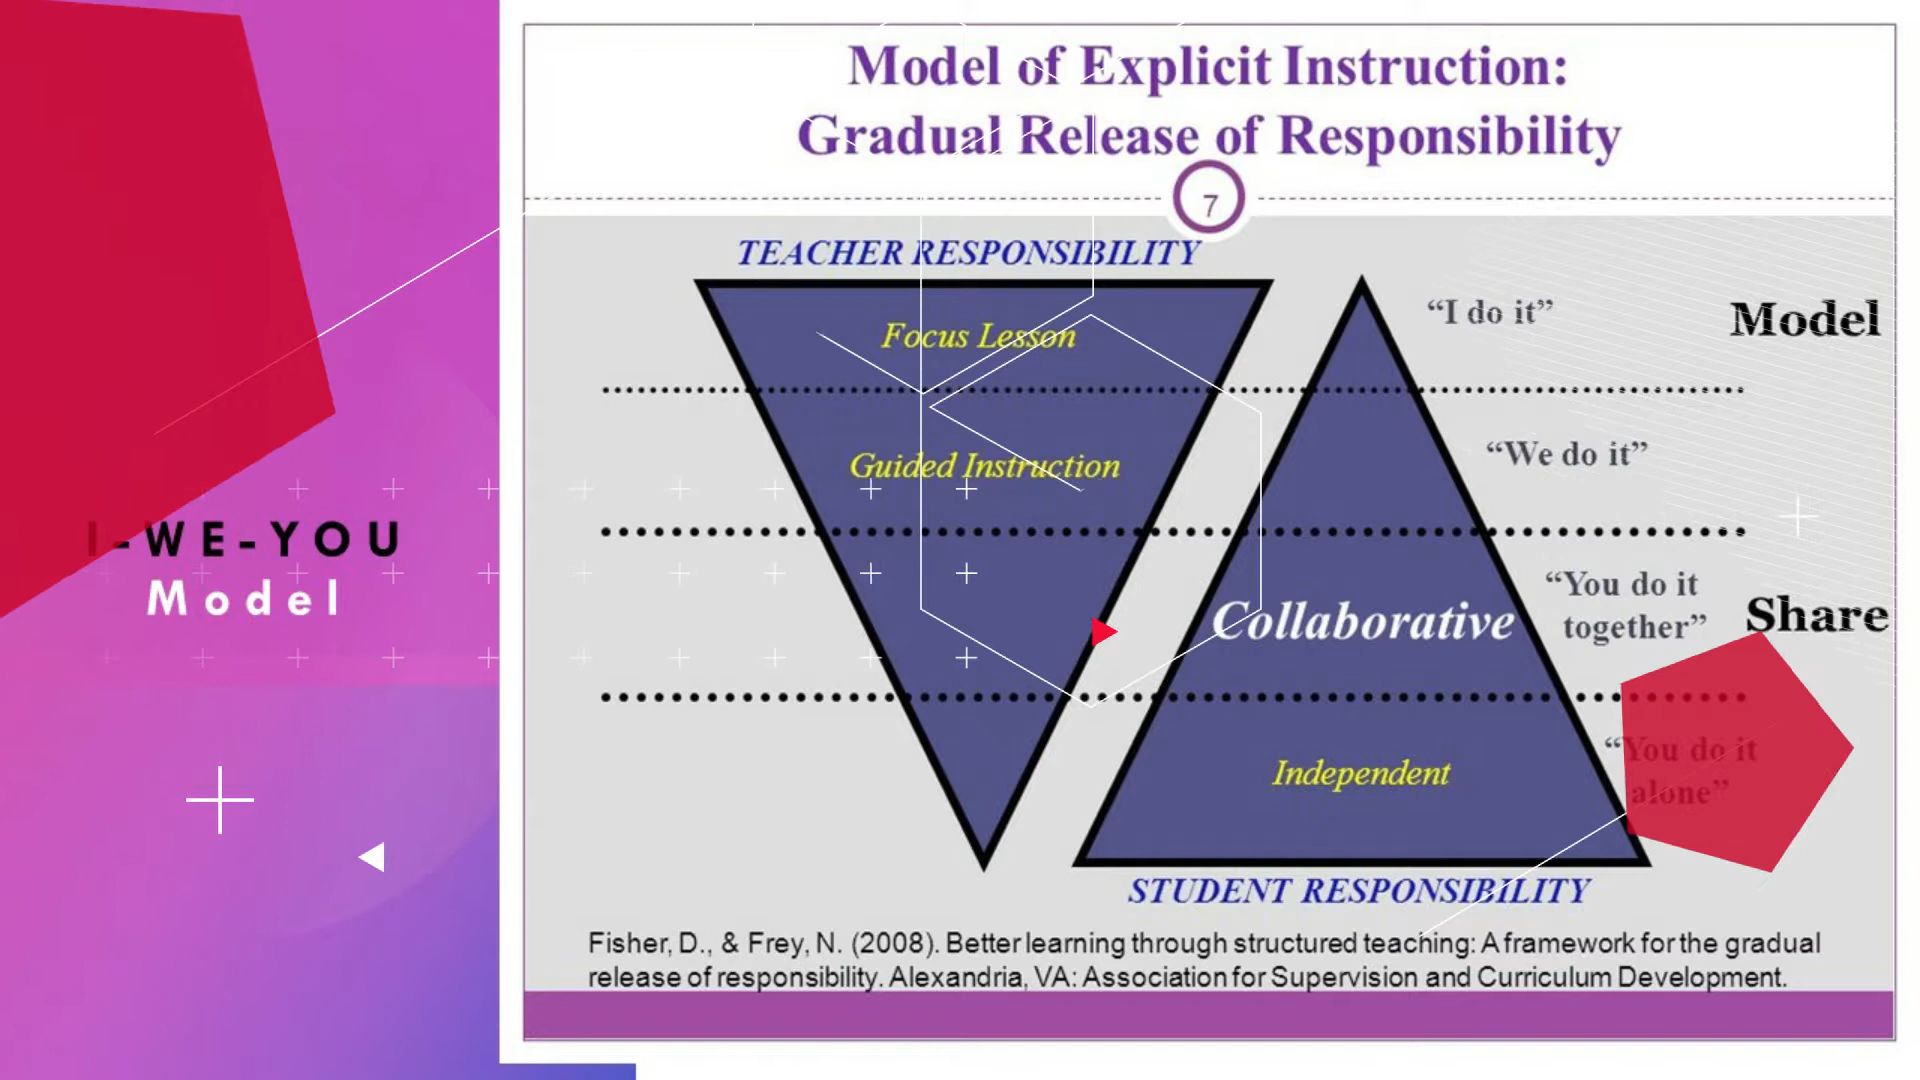 I-WE-YOU
Model
Model of Explicit Instruction:
Gradual Release of Responsibility
7
TEACHER RESPONSIBILITY
Focus Lesson
“I do it”
Model
Guided Instruction
“We do it”
Collaborative
“You do it
together”
Share
Independent
“You do it
alone”
STUDENT RESPONSIBILITY
Fisher, D., & Frey, N. (2008). Better learning through structured teaching: A framework for the gradual
release of responsibility. Alexandria, VA: Association for Supervision and Curriculum Development.